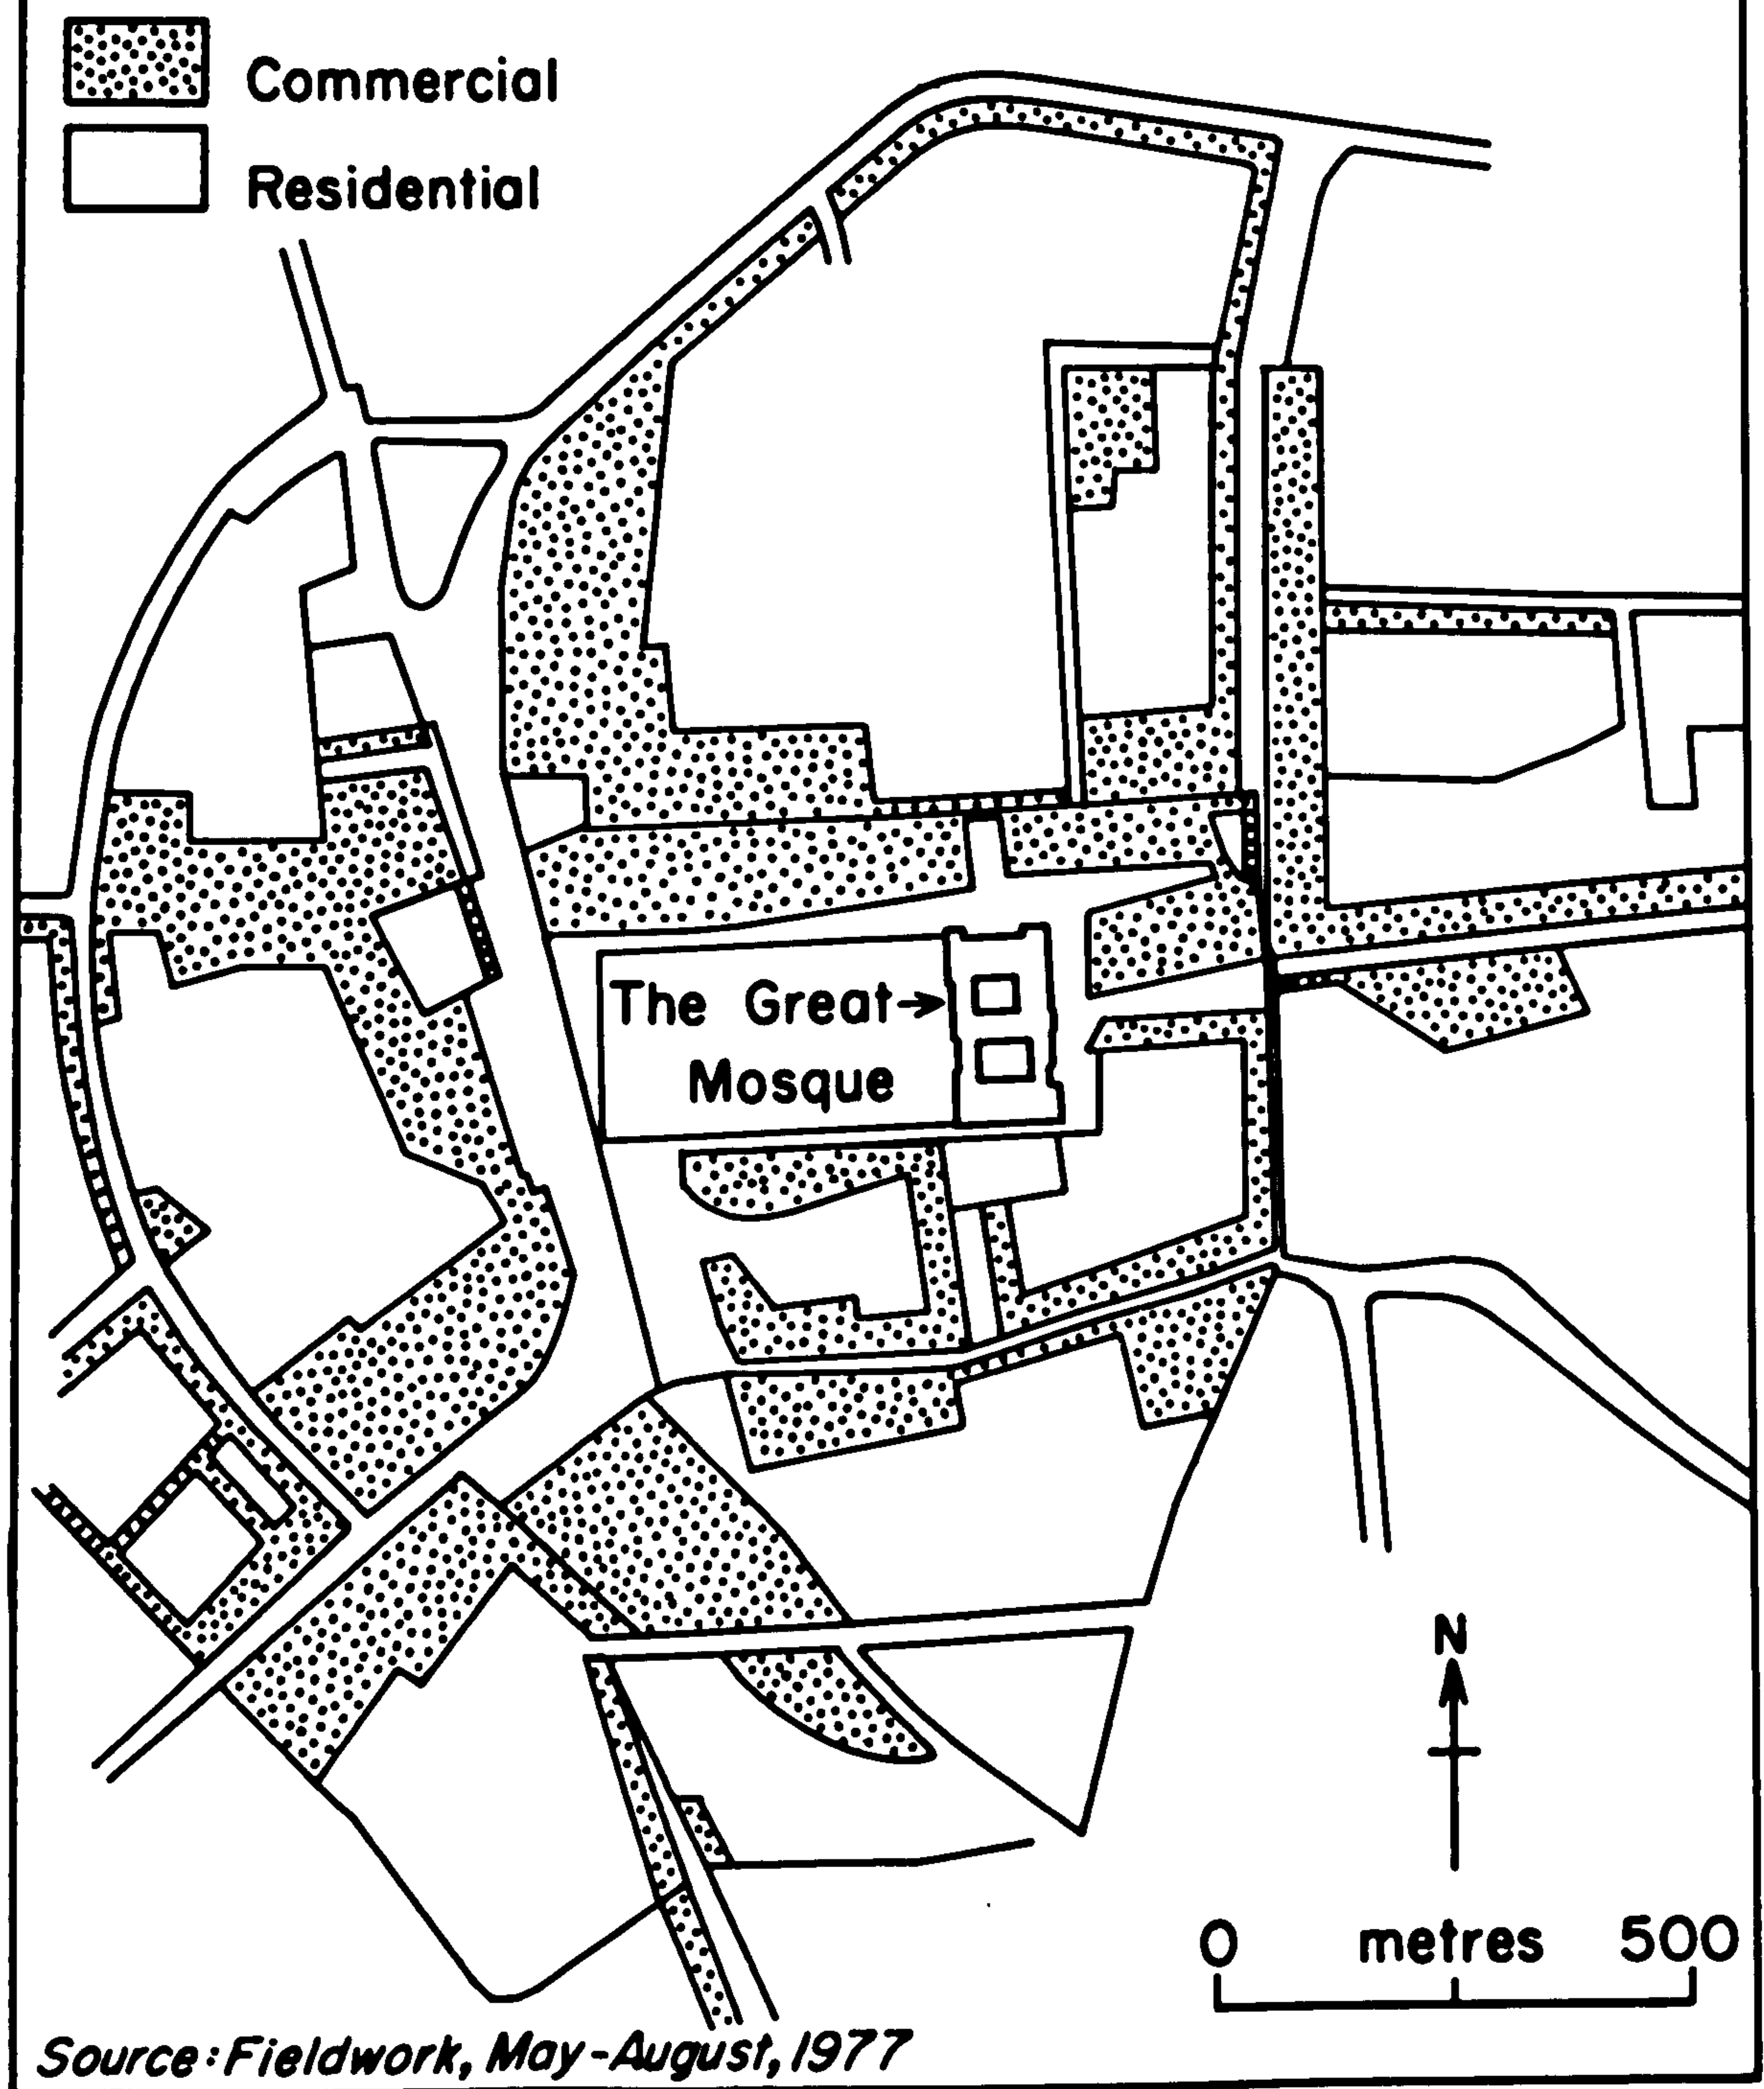 Commercial
Residential
The Great
Mosque
N
0 metres 500
Source: Fieldwork, May-August, 1977